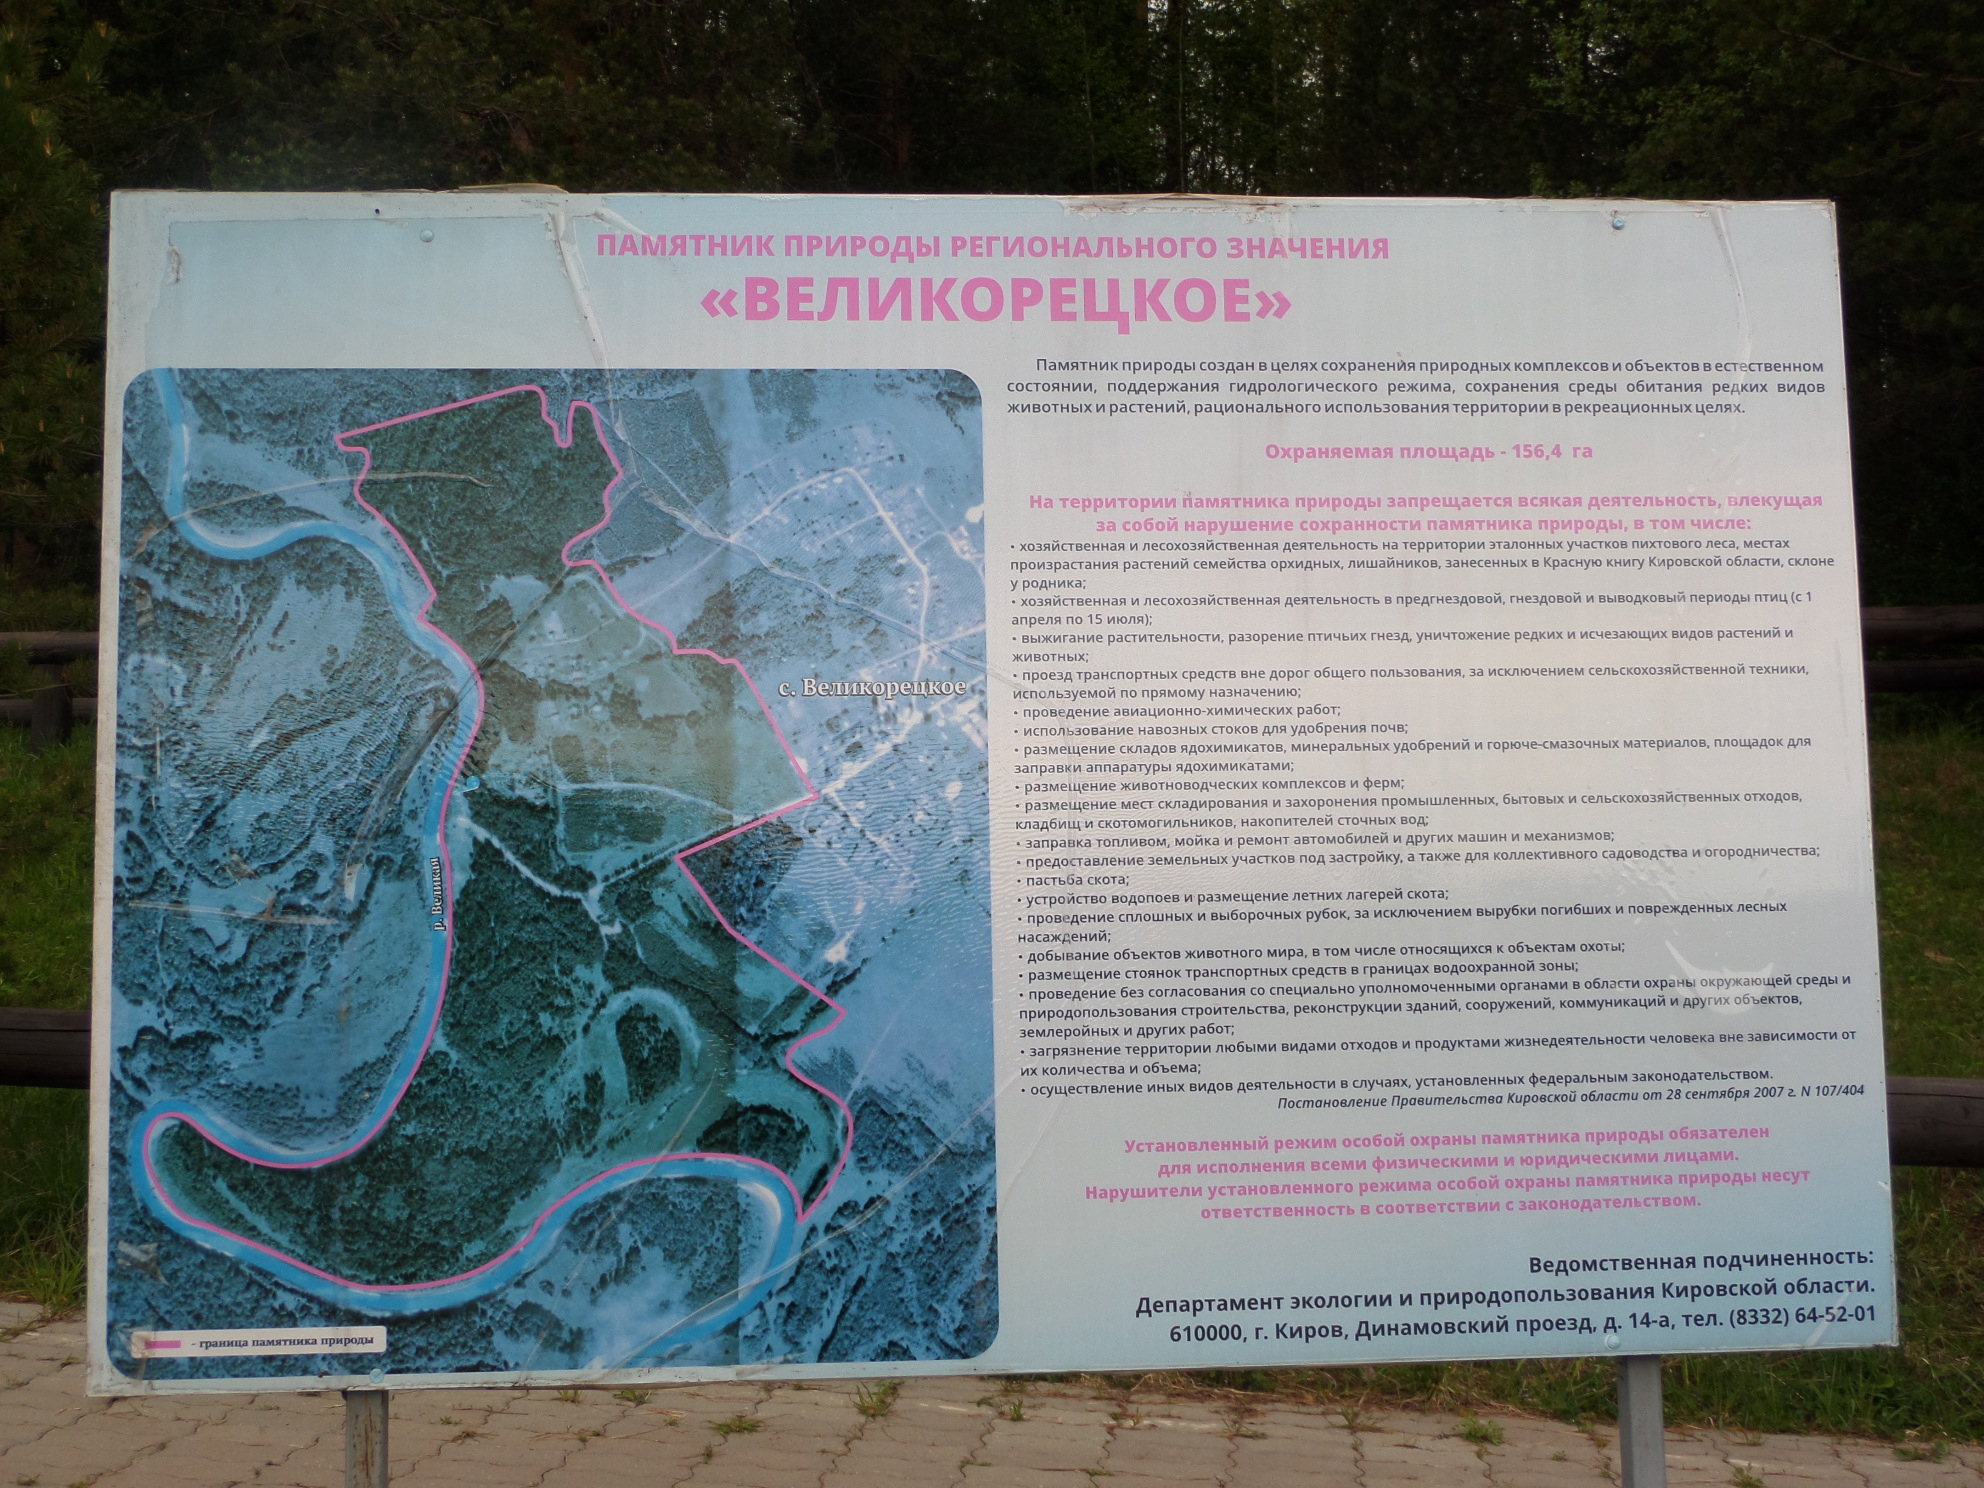 ПАМЯТНИК ПРИРОДЫ РЕГИОНАЛЬНОГО ЗНАЧЕНИЯ
«ВЕЛИКОРЕЦКОЕ»
с. Великорецкое
р. Великая
- граница памятника природы
Памятник природы создан в целях сохранения природных комплексов и объектов в естественном
состоянии, поддержания гидрологического режима, сохранения среды обитания редких видов
животных и растений, рационального использования территории в рекреационных целях.
Охраняемая площадь - 156,4 га
На территории памятника природы запрещается всякая деятельность, влекущая
за собой нарушение сохранности памятника природы, в том числе:
• хозяйственная и лесохозяйственная деятельность на территории эталонных участков пихтового леса, местах
произрастания растений семейства орхидных, лишайников, занесенных в Красную книгу Кировской области, склоне
у родника;
• хозяйственная и лесохозяйственная деятельность в предгнездовой, гнездовой и выводковый периоды птиц (с 1
апреля по 15 июля);
• выжигание растительности, разорение птичьих гнезд, уничтожение редких и исчезающих видов растений и
животных;
• проезд транспортных средств вне дорог общего пользования, за исключением сельскохозяйственной техники,
используемой по прямому назначению;
• проведение авиационно-химических работ;
• использование навозных стоков для удобрения почв;
• размещение складов ядохимикатов, минеральных удобрений и горюче-смазочных материалов, площадок для
заправки аппаратуры ядохимикатами;
• размещение животноводческих комплексов и ферм;
• размещение мест складирования и захоронения промышленных, бытовых и сельскохозяйственных отходов,
кладбищ и скотомогильников, накопителей сточных вод;
• заправка топливом, мойка и ремонт автомобилей и других машин и механизмов;
• предоставление земельных участков под застройку, а также для коллективного садоводства и огородничества;
• пастьба скота;
• устройство водопоев и размещение летних лагерей скота;
• проведение сплошных и выборочных рубок, за исключением вырубки погибших и поврежденных лесных
насаждений;
• добывание объектов животного мира, в том числе относящихся к объектам охоты;
• размещение стоянок транспортных средств в границах водоохранной зоны;
• проведение без согласования со специально уполномоченными органами в области охраны окружающей среды и
природопользования строительства, реконструкции зданий, сооружений, коммуникаций и других объектов,
землеройных и других работ;
• загрязнение территории любыми видами отходов и продуктами жизнедеятельности человека вне зависимости от
их количества и объема;
• осуществление иных видов деятельности в случаях, установленных федеральным законодательством.
Постановление Правительства Кировской области от 28 сентября 2007 г. N 107/404
Установленный режим особой охраны памятника природы обязателен
для исполнения всеми физическими и юридическими лицами.
Нарушители установленного режима особой охраны памятника природы несут
ответственность в соответствии с законодательством.
Ведомственная подчиненность:
Департамент экологии и природопользования Кировской области.
610000, г. Киров, Динамовский проезд, д. 14-а, тел. (8332) 64-52-01